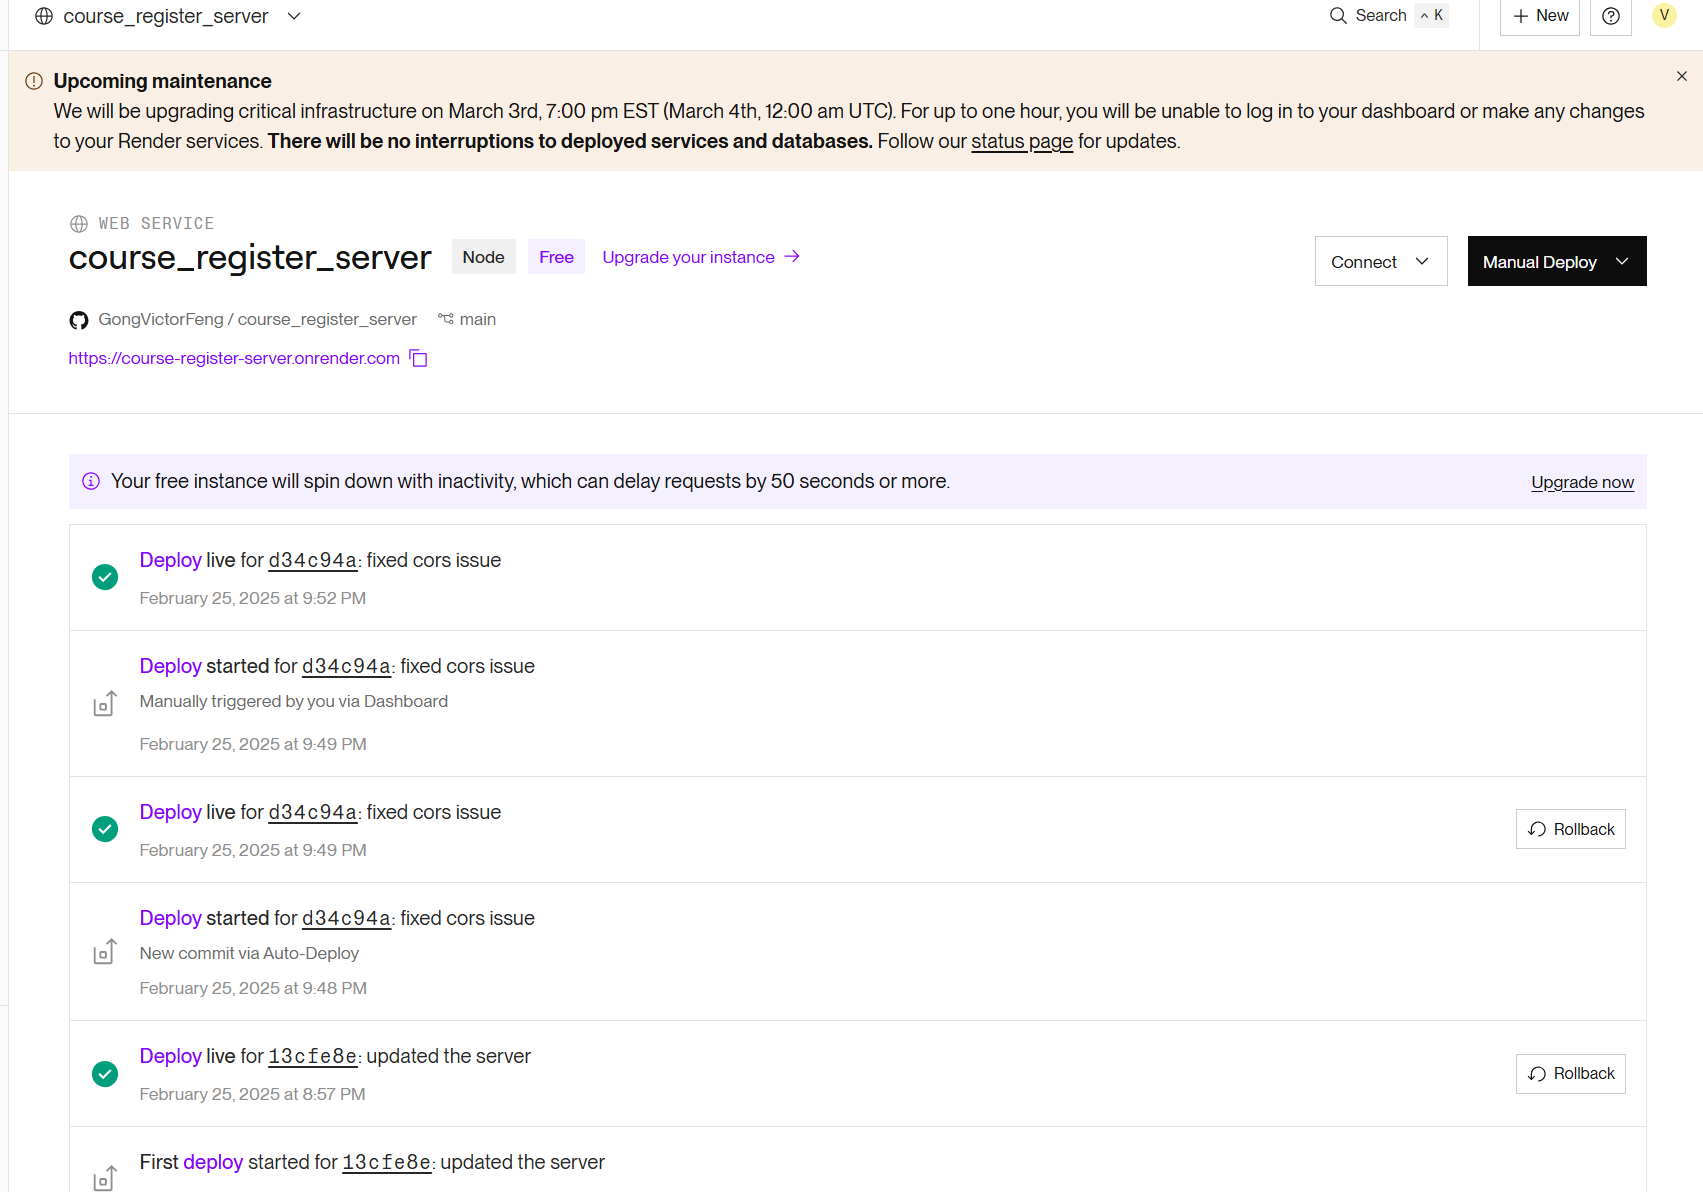 course_register_server
Search ^ K
+ New
V
Upcoming maintenance
We will be upgrading critical infrastructure on March 3rd, 7:00 pm EST (March 4th, 12:00 am UTC). For up to one hour, you will be unable to log in to your dashboard or make any changes
to your Render services. There will be no interruptions to deployed services and databases. Follow our status page for updates.
WEB SERVICE
course_register_server Node Free Upgrade your instance →
Connect
Manual Deploy
GongVictorFeng / course_register_server main
https://course-register-server.onrender.com
Your free instance will spin down with inactivity, which can delay requests by 50 seconds or more.
Upgrade now
Deploy live for d34c94a: fixed cors issue
February 25, 2025 at 9:52 PM
Deploy started for d34c94a: fixed cors issue
Manually triggered by you via Dashboard
February 25, 2025 at 9:49 PM
Deploy live for d34c94a: fixed cors issue
February 25, 2025 at 9:49 PM
Rollback
Deploy started for d34c94a: fixed cors issue
New commit via Auto-Deploy
February 25, 2025 at 9:48 PM
Deploy live for 13cfe8e: updated the server
February 25, 2025 at 8:57 PM
Rollback
First deploy started for 13cfe8e: updated the server